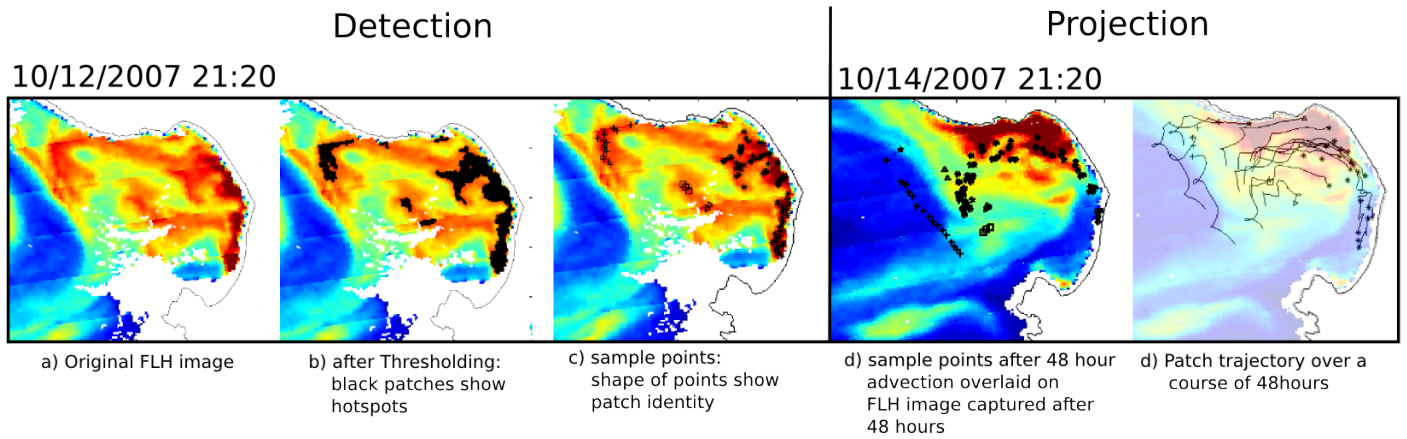 Detection
Projection
10/12/2007 21:20
10/14/2007 21:20
a) Original FLH image
b) after Thresholding:
black patches show
hotspots
c) sample points:
shape of points show
patch identity
d) sample points after 48 hour
advection overlaid on
FLH image captured after
48 hours
d) Patch trajectory over a
course of 48hours